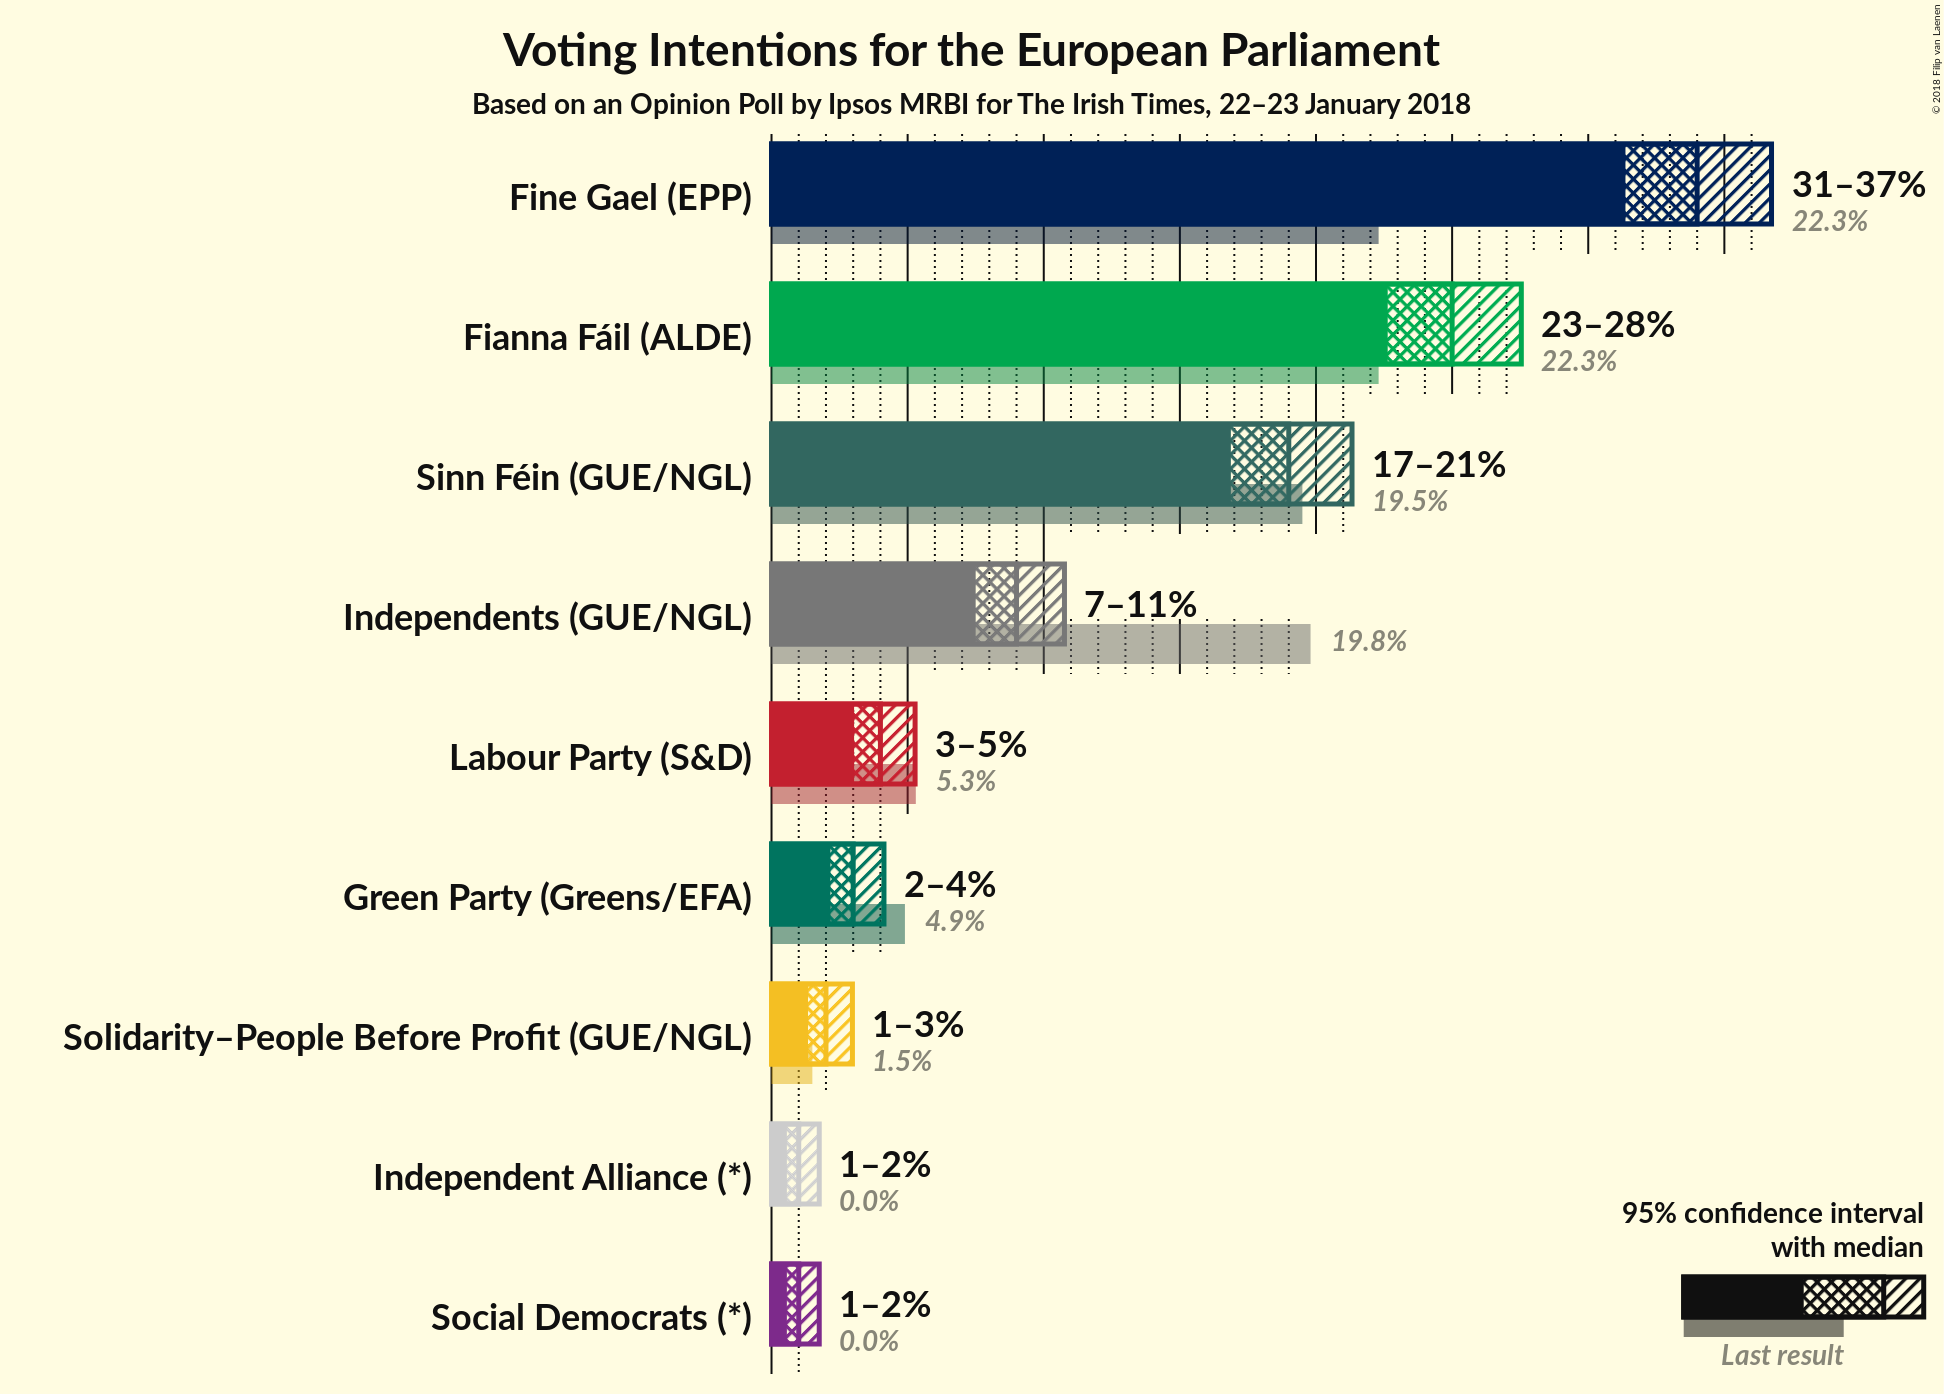 Voting Intentions for the European Parliament
Based on an Opinion Poll by Ipsos MRBI for The Irish Times, 22–23 January 2018
© 2018 Filip van Laenen
Fine Gael (EPP)
31–37%
22.3%
Fianna Fáil (ALDE)
23–28%
22.3%
Sinn Féin (GUE/NGL)
17–21%
19.5%
Independents (GUE/NGL)
7–11%
19.8%
Labour Party (S&D)
3–5%
5.3%
Green Party (Greens/EFA)
2–4%
4.9%
Solidarity–People Before Profit (GUE/NGL)
1–3%
1.5%
Independent Alliance (*)
1–2%
0.0%
Social Democrats (*)
1–2%
0.0%
95% confidence interval
with median
Last result